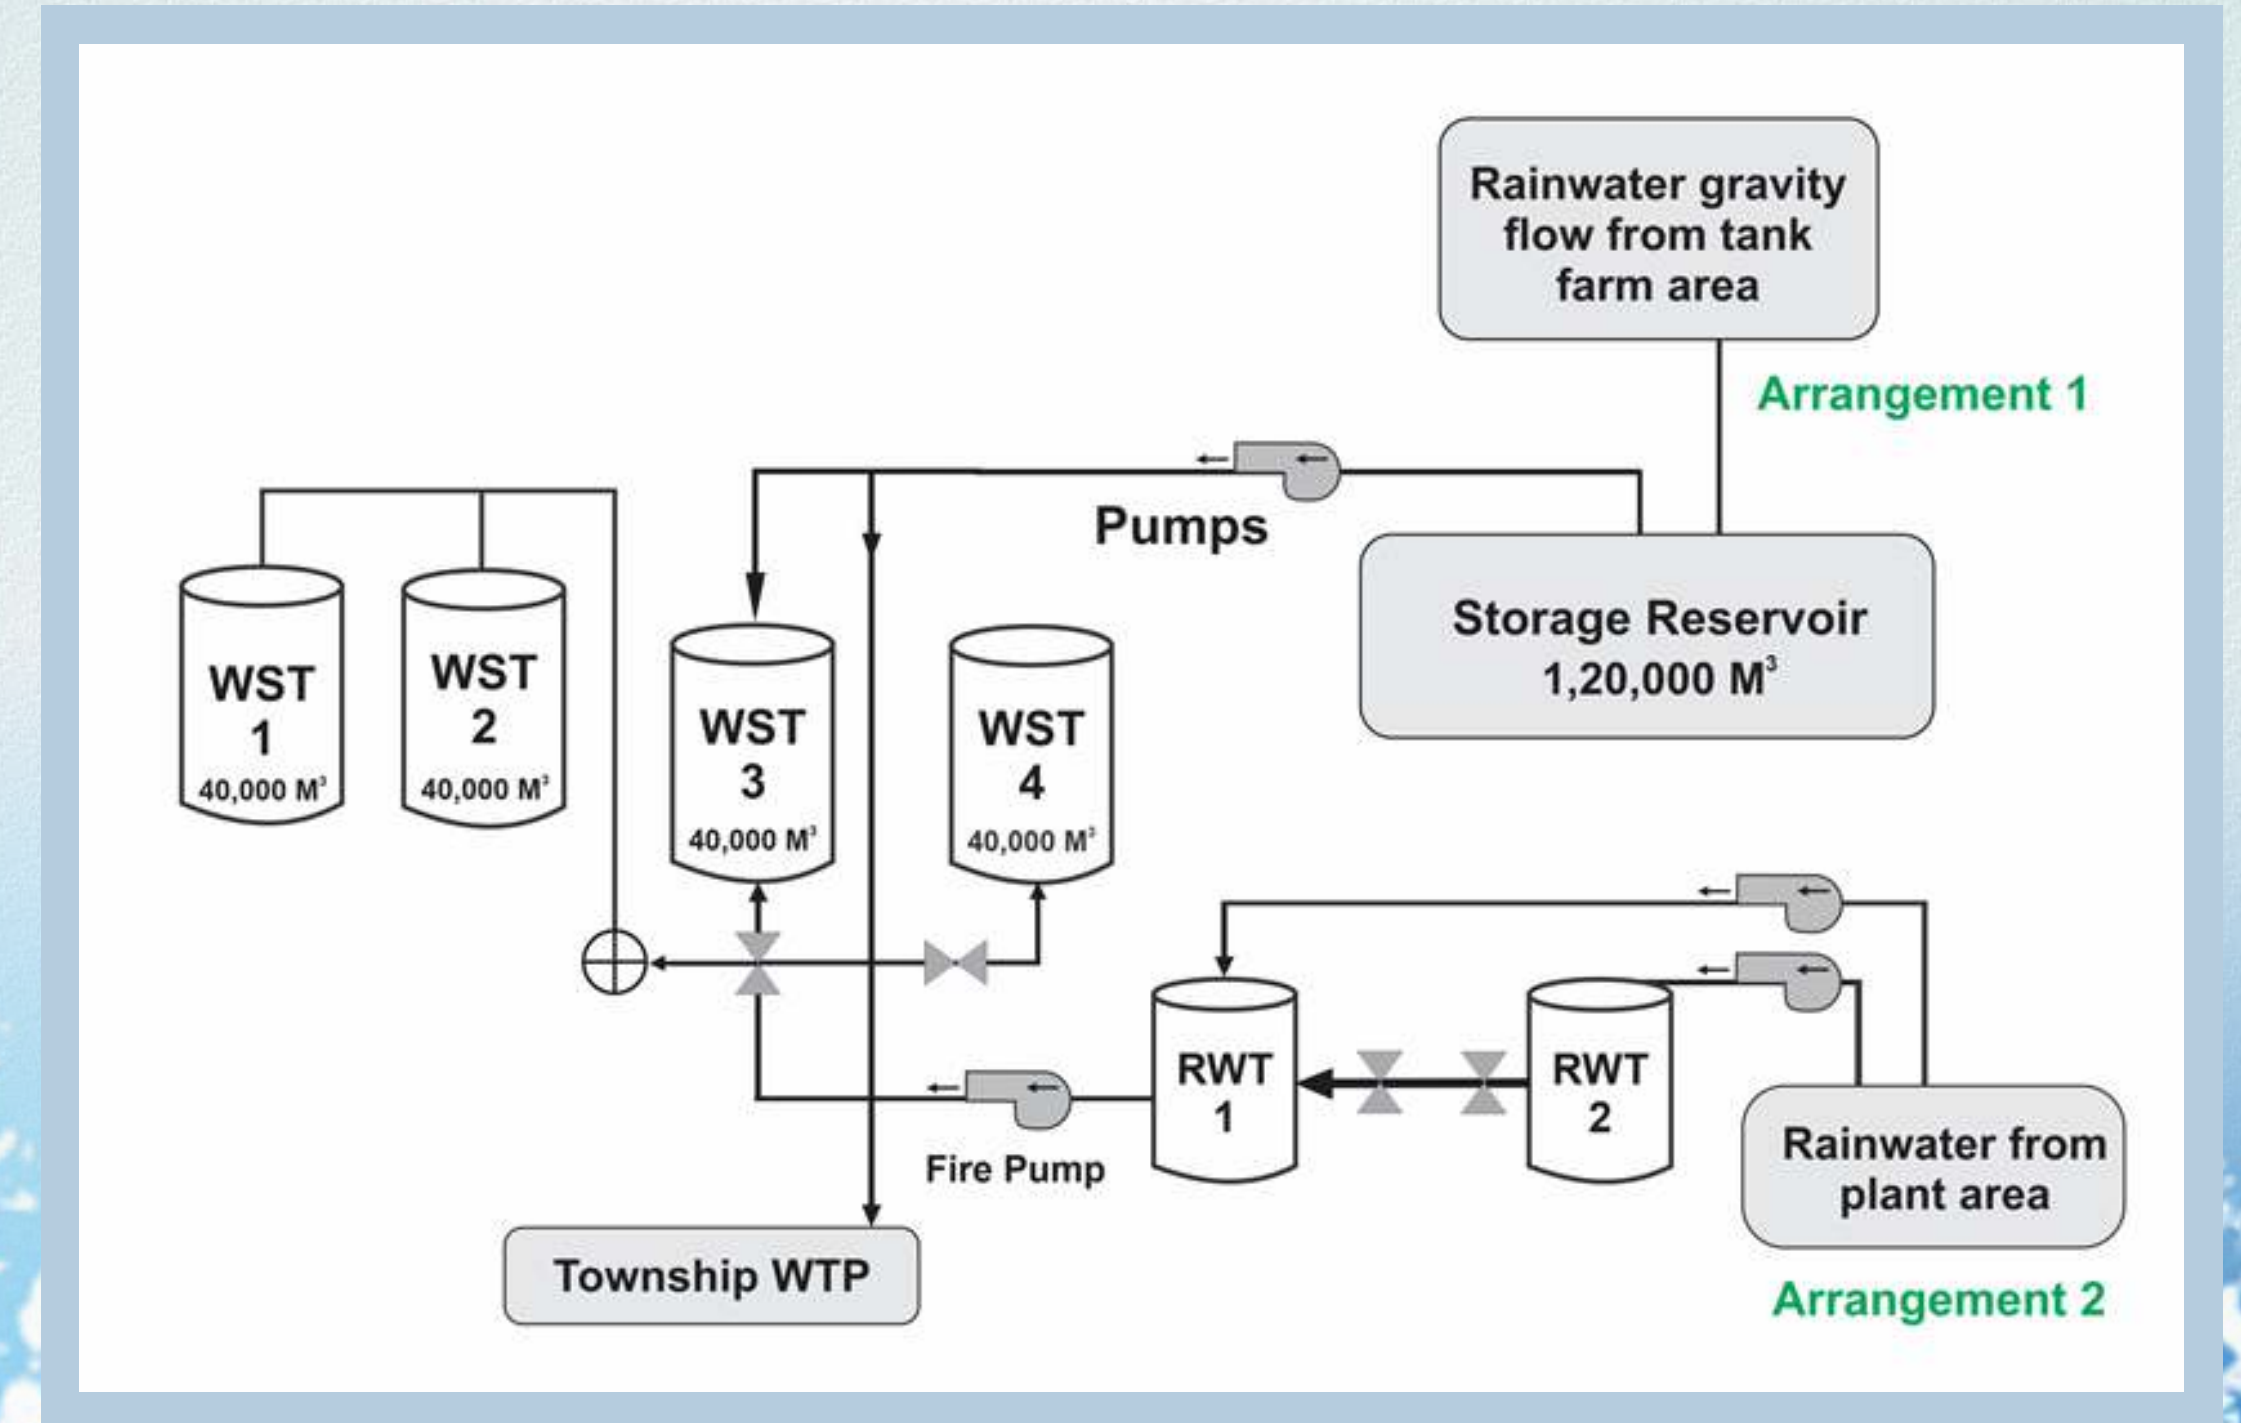 Rainwater gravity
flow from tank
farm area
Arrangement 1
Pumps
Storage Reservoir
1,20,000 M³
WST
1
40,000 M³
WST
2
40,000 M³
WST
3
40,000 M³
WST
4
40,000 M³
RWT
1
RWT
2
Fire Pump
Rainwater from
plant area
Township WTP
Arrangement 2